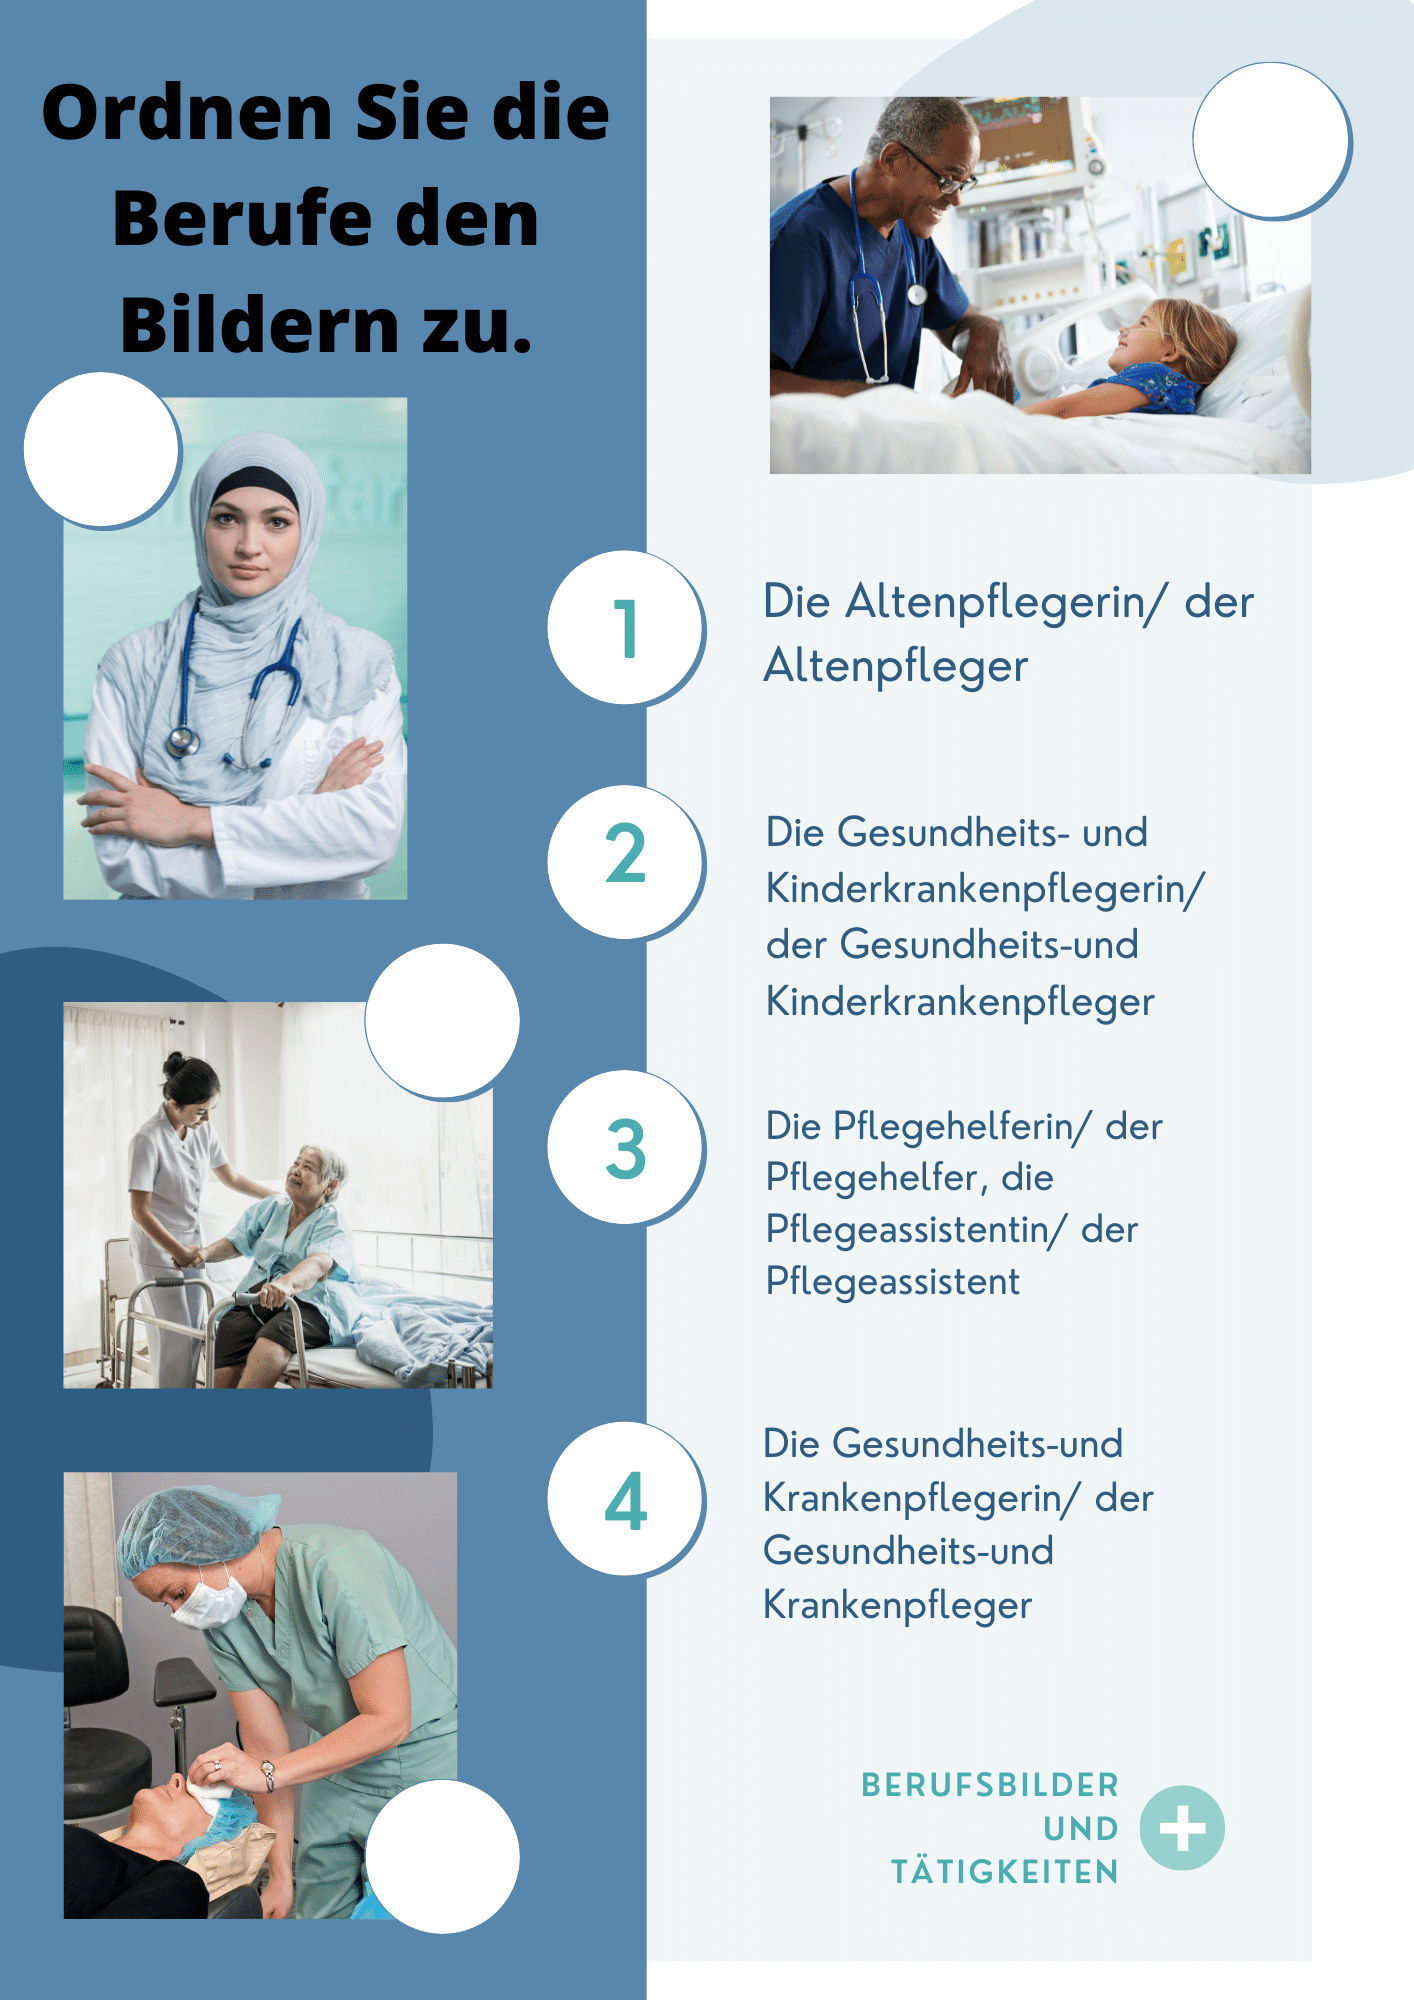 Ordnen Sie die
Berufe den
Bildern zu.
1
Die Altenpflegerin/ der
Altenpfleger
2
Die Gesundheits- und
Kinderkrankenpflegerin/
der Gesundheits-und
Kinderkrankenpfleger
3
Die Pflegehelferin/ der
Pflegehelfer, die
Pflegeassistentin/ der
Pflegeassistent
4
Die Gesundheits-und
Krankenpflegerin/ der
Gesundheits-und
Krankenpfleger
BERUFSBILDER
UND
TÄTIGKEITEN